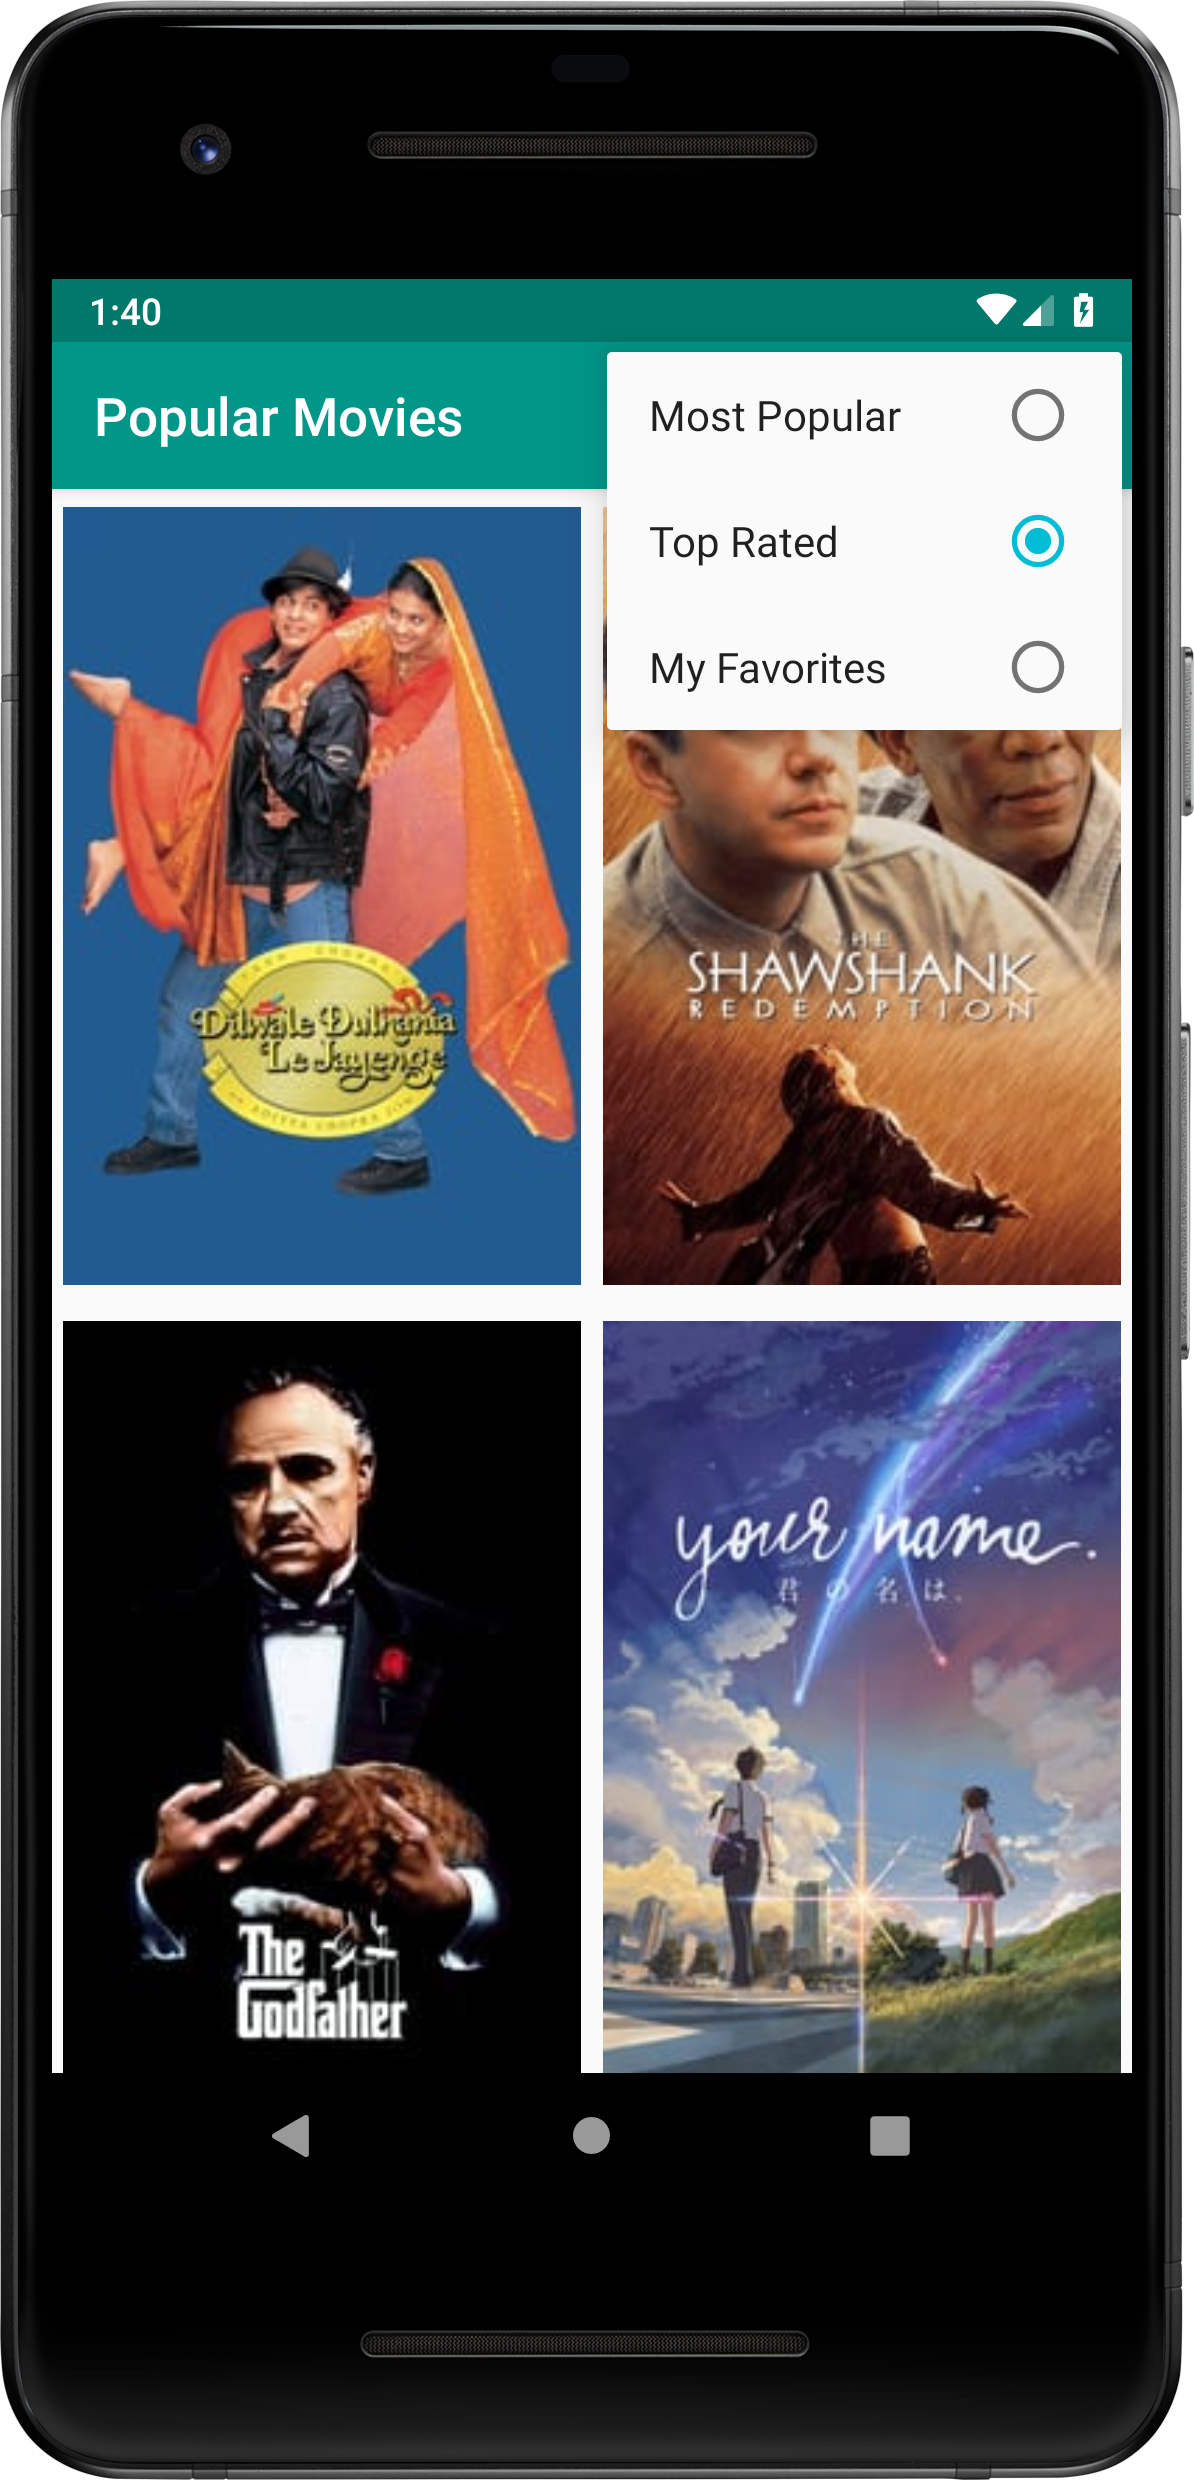 1:40
Popular Movies
Most Popular
Top Rated
My Favorites
Dilwale Dulhania
Le Jayenge
THE
SHAWSHANK
REDEMPTION
The
Godfather
your name.
君の名は、